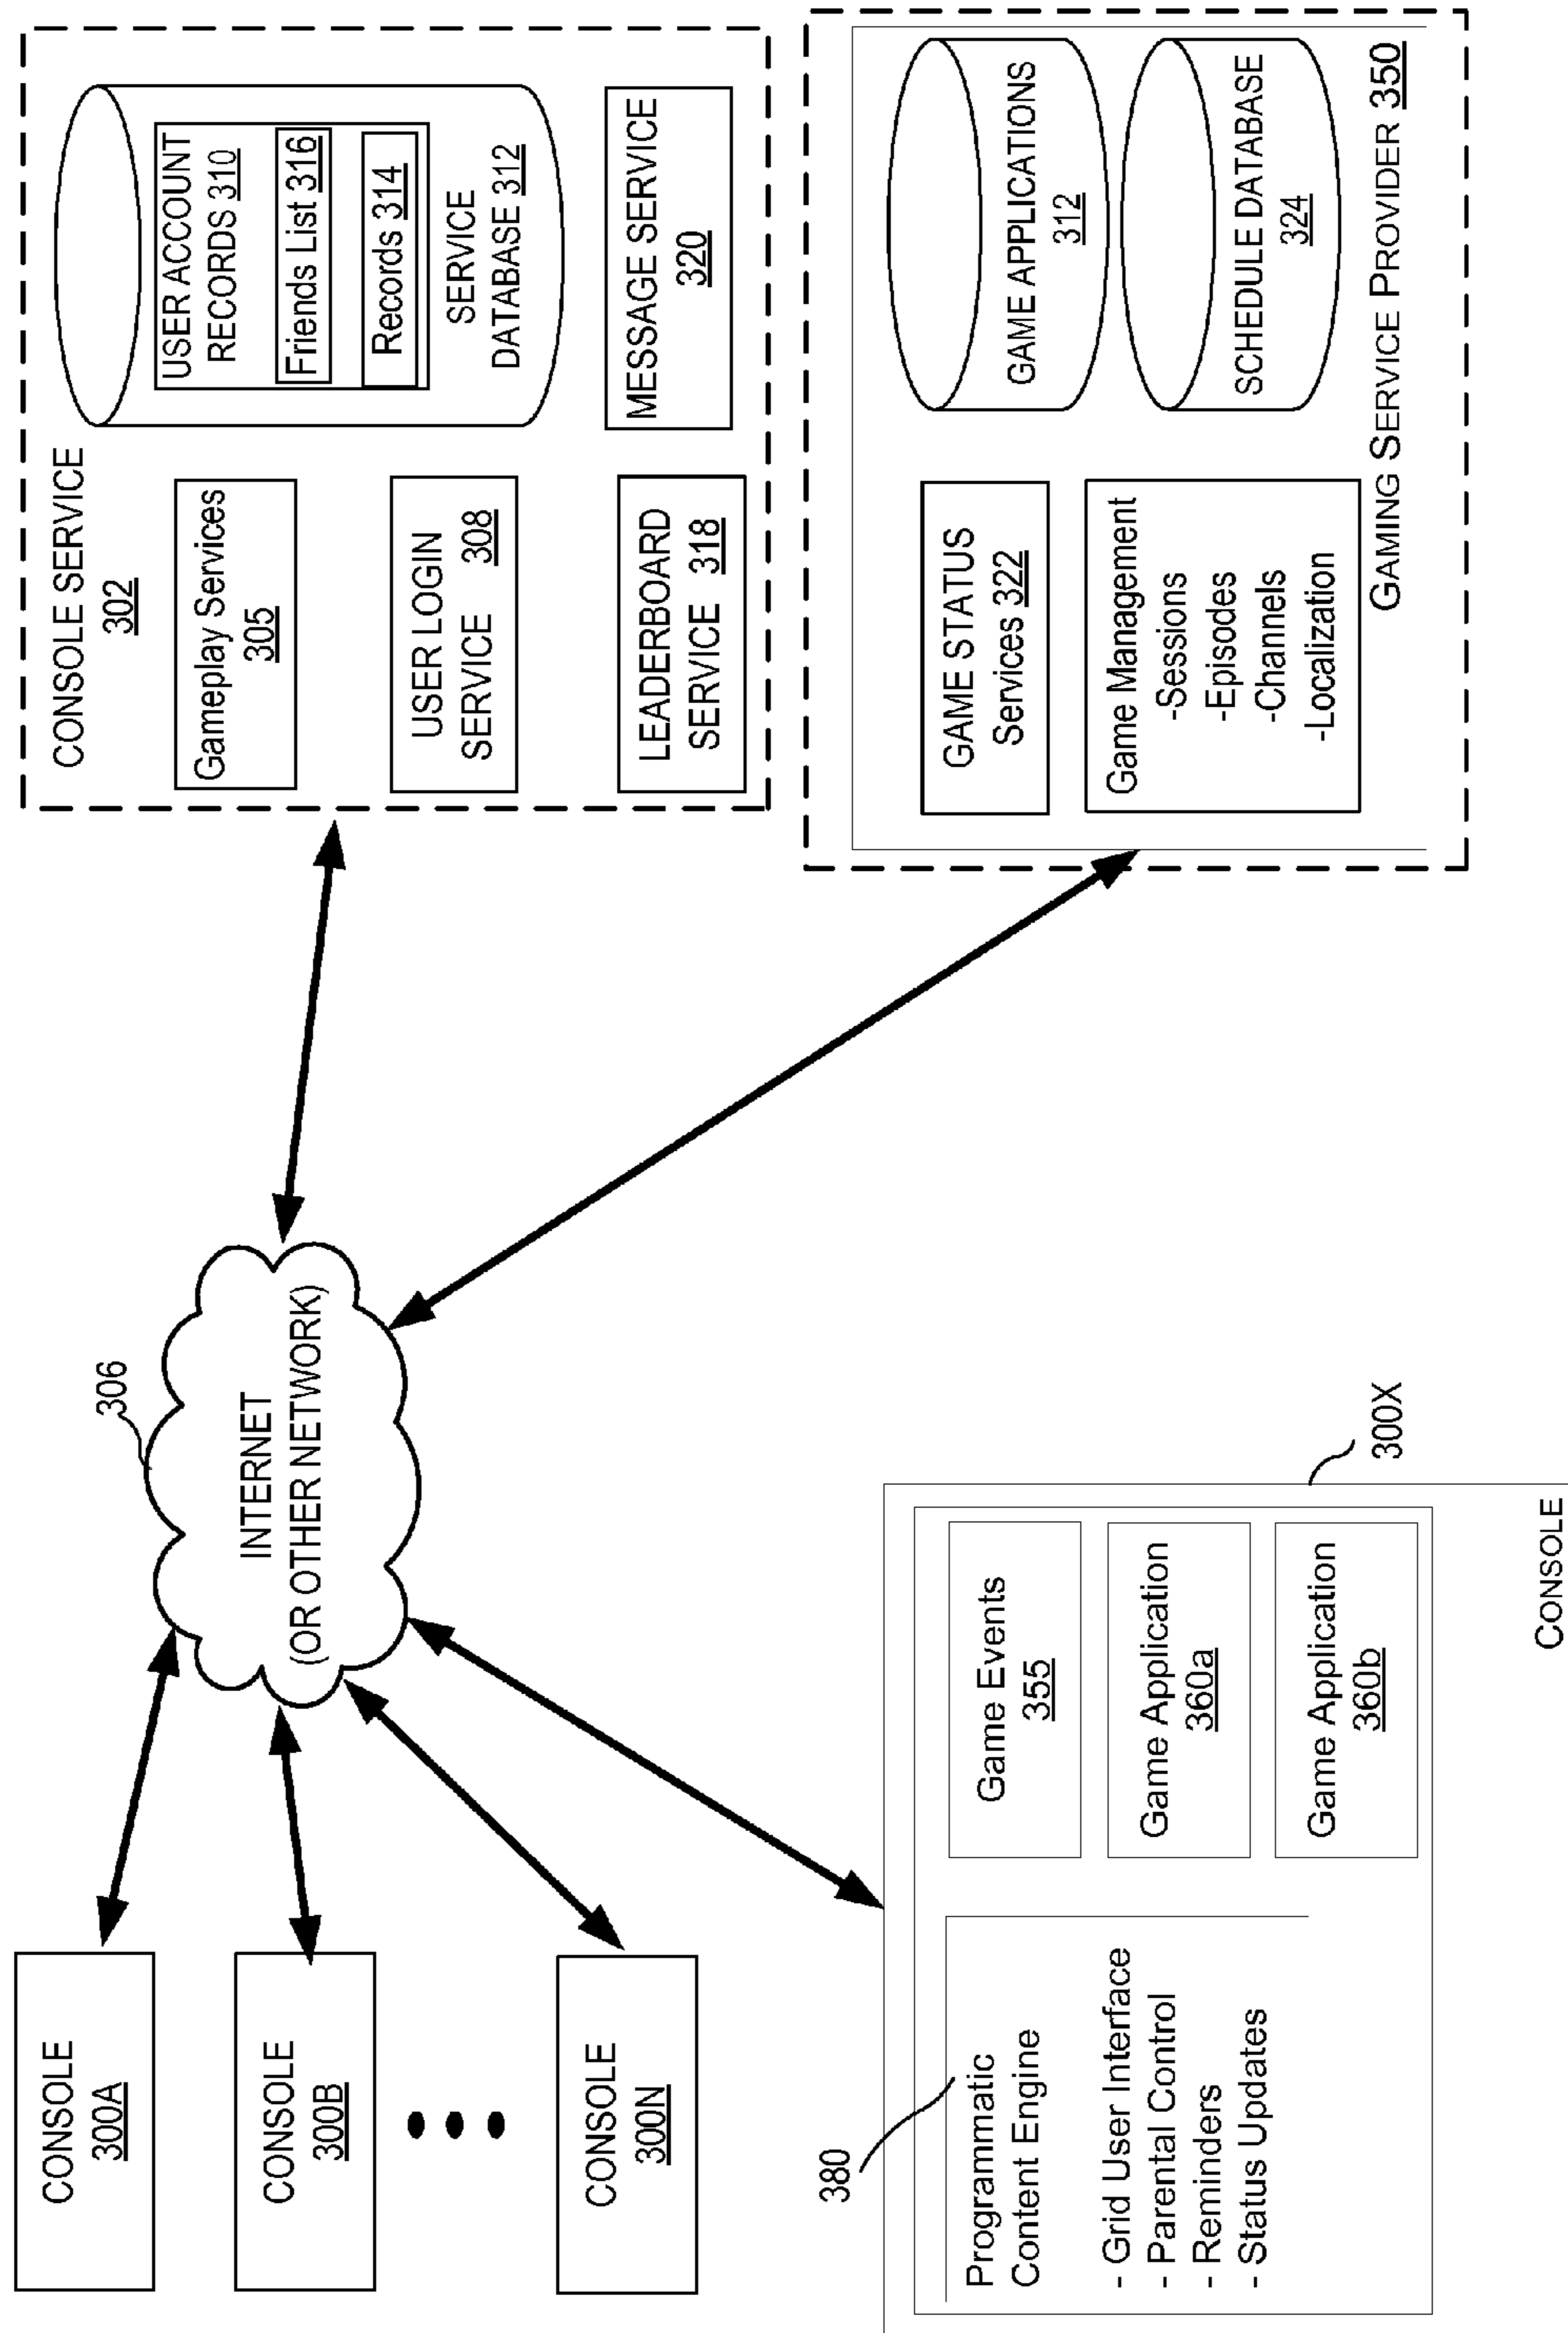 CONSOLE
300A
CONSOLE
300B
CONSOLE
300N
306
INTERNET
(OR OTHER NETWORK)
CONSOLE SERVICE
302
Gameplay Services
305
USER LOGIN
SERVICE 308
LEADERBOARD
SERVICE 318
USER ACCOUNT
RECORDS 310
Friends List 316
Records 314
SERVICE
DATABASE 312
MESSAGE SERVICE
320
380
Programmatic
Content Engine
- Grid User Interface
- Parental Control
- Reminders
- Status Updates
Game Events
355
Game Application
360a
Game Application
360b
300X
CONSOLE
GAME STATUS
Services 322
Game Management
-Sessions
-Episodes
-Channels
-Localization
GAME APPLICATIONS
312
SCHEDULE DATABASE
324
GAMING SERVICE PROVIDER 350